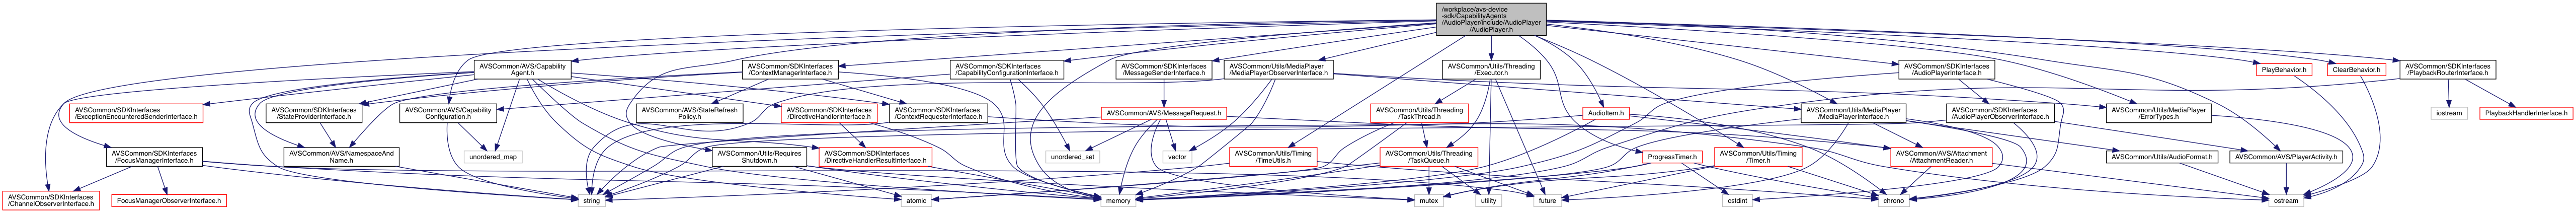 /workplace/avs-device
-sdk/CapabilityAgents
/AudioPlayer/include/AudioPlayer
/AudioPlayer.h
AVSCommon/AVS/Capability
Agent.h
AVSCommon/SDKInterfaces
/ContextManagerInterface.h
AVSCommon/SDKInterfaces
/CapabilityConfigurationInterface.h
AVSCommon/SDKInterfaces
/MessageSenderInterface.h
AVSCommon/Utils/MediaPlayer
/MediaPlayerObserverInterface.h
AVSCommon/Utils/Threading
/Executor.h
AVSCommon/SDKInterfaces
/AudioPlayerInterface.h
PlayBehavior.h
ClearBehavior.h
AVSCommon/SDKInterfaces
/PlaybackRouterInterface.h
AVSCommon/SDKInterfaces
/ExceptionEncounteredSenderInterface.h
AVSCommon/SDKInterfaces
/StateProviderInterface.h
AVSCommon/AVS/Capability
Configuration.h
AVSCommon/AVS/StateRefresh
Policy.h
AVSCommon/SDKInterfaces
/DirectiveHandlerInterface.h
AVSCommon/SDKInterfaces
/ContextRequesterInterface.h
AVSCommon/AVS/MessageRequest.h
AVSCommon/Utils/Threading
/TaskThread.h
AudioItem.h
AVSCommon/Utils/MediaPlayer
/MediaPlayerInterface.h
AVSCommon/SDKInterfaces
/AudioPlayerObserverInterface.h
AVSCommon/Utils/MediaPlayer
/ErrorTypes.h
iostream
PlaybackHandlerInterface.h
AVSCommon/SDKInterfaces
/FocusManagerInterface.h
AVSCommon/AVS/NamespaceAnd
Name.h
unordered_map
AVSCommon/Utils/Requires
Shutdown.h
AVSCommon/SDKInterfaces
/DirectiveHandlerResultInterface.h
unordered_set
vector
AVSCommon/Utils/Timing
/TimeUtils.h
AVSCommon/Utils/Threading
/TaskQueue.h
ProgressTimer.h
AVSCommon/Utils/Timing
/Timer.h
AVSCommon/AVS/Attachment
/AttachmentReader.h
AVSCommon/Utils/AudioFormat.h
AVSCommon/AVS/PlayerActivity.h
AVSCommon/SDKInterfaces
/ChannelObserverInterface.h
FocusManagerObserverInterface.h
string
atomic
memory
mutex
utility
future
cstdint
chrono
ostream